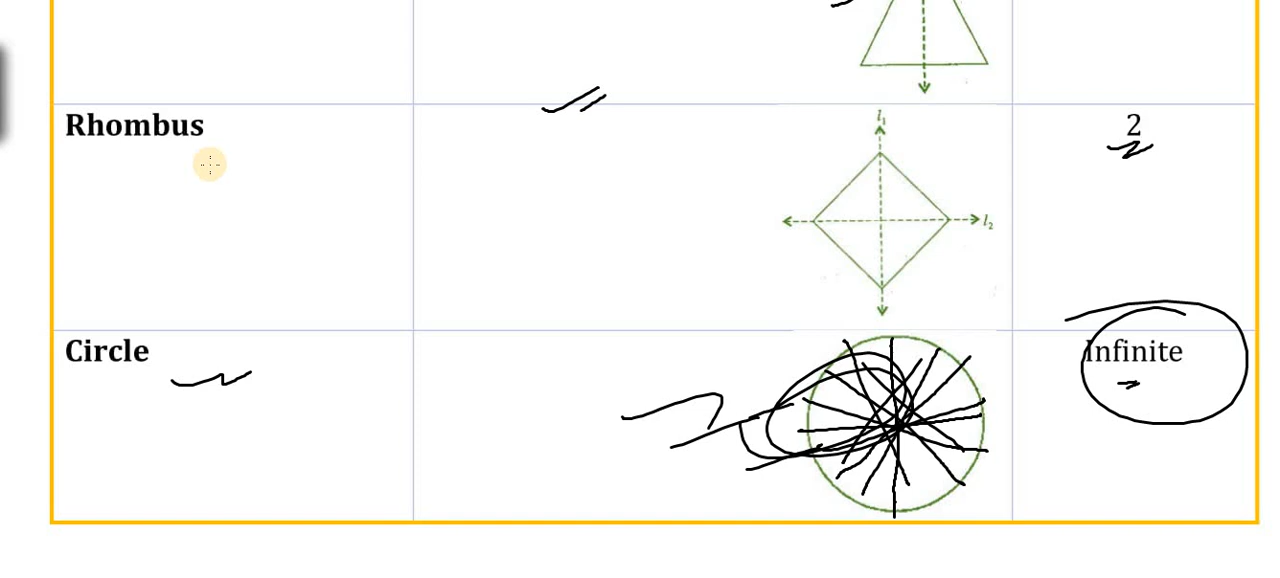 Rhombus
l₁
2
l₂
Circle
Infinite